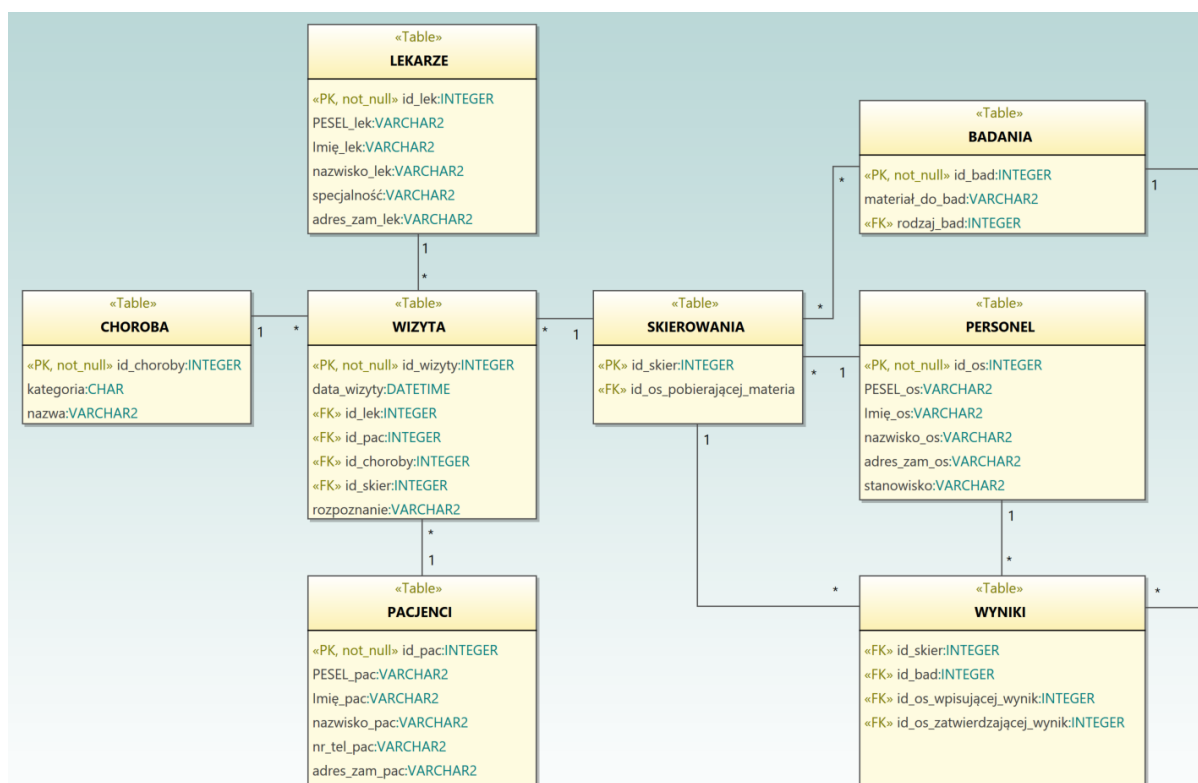 «Table»
LEKARZE
«PK, not_null» id_lek:INTEGER
PESEL_lek:VARCHAR2
Imię_lek:VARCHAR2
nazwisko_lek:VARCHAR2
specjalność:VARCHAR2
adres_zam_lek:VARCHAR2
1
*
«Table»
BADANIA
«PK, not_null» id_bad:INTEGER
materiał_do_bad:VARCHAR2
«FK» rodzaj_bad:INTEGER
*
1
*
«Table»
CHOROBA
«PK, not_null» id_choroby:INTEGER
kategoria:CHAR
nazwa:VARCHAR2
1
*
«Table»
WIZYTA
«PK, not_null» id_wizyty:INTEGER
data_wizyty:DATETIME
«FK» id_lek:INTEGER
«FK» id_pac:INTEGER
«FK» id_choroby:INTEGER
«FK» id_skier:INTEGER
rozpoznanie:VARCHAR2
*
1
«Table»
SKIEROWANIA
«PK» id_skier:INTEGER
«FK» id_os_pobierającej_materia
*
1
«Table»
PERSONEL
«PK, not_null» id_os:INTEGER
PESEL_os:VARCHAR2
Imię_os:VARCHAR2
nazwisko_os:VARCHAR2
adres_zam_os:VARCHAR2
stanowisko:VARCHAR2
1
1
*
*
1
*
*
*
«Table»
PACJENCI
«PK, not_null» id_pac:INTEGER
PESEL_pac:VARCHAR2
Imię_pac:VARCHAR2
nazwisko_pac:VARCHAR2
nr_tel_pac:VARCHAR2
adres_zam_pac:VARCHAR2
«Table»
WYNIKI
«FK» id_skier:INTEGER
«FK» id_bad:INTEGER
«FK» id_os_wpisującej_wynik:INTEGER
«FK» id_os_zatwierdzającej_wynik:INTEGER